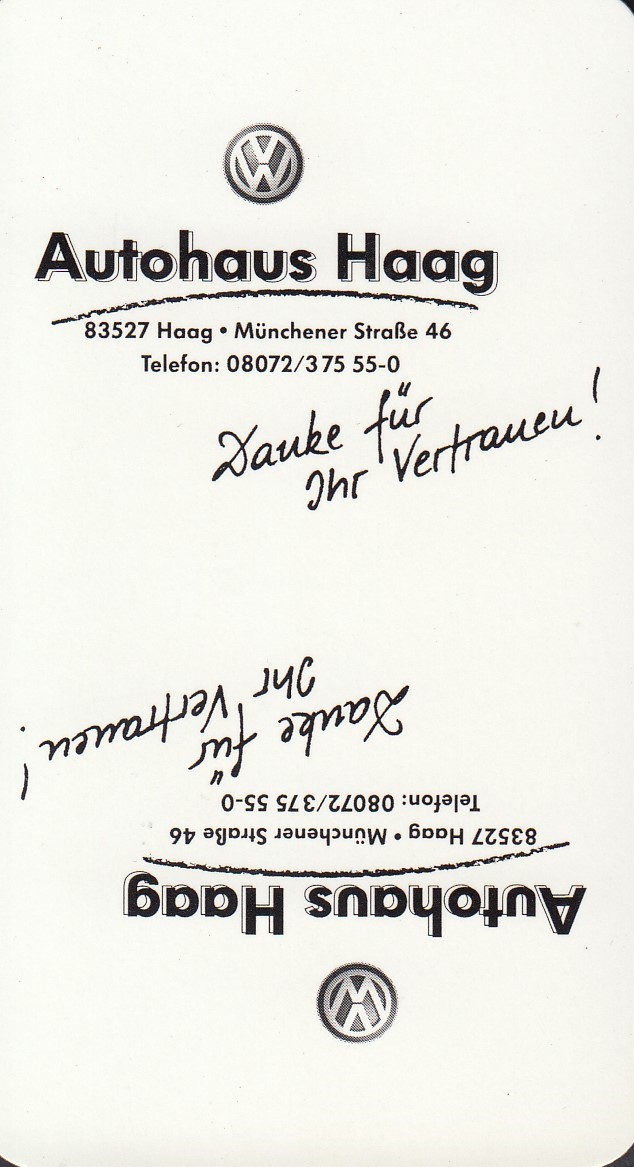 Autohaus Haag
83527 Haag • Münchener Straße 46
Telefon: 08072/375 55-0
Danke für
Ihr Vertrauen!
Autohaus Haag
83527 Haag • Münchener Straße 46
Telefon: 08072/375 55-0
Danke für
Ihr Vertrauen!